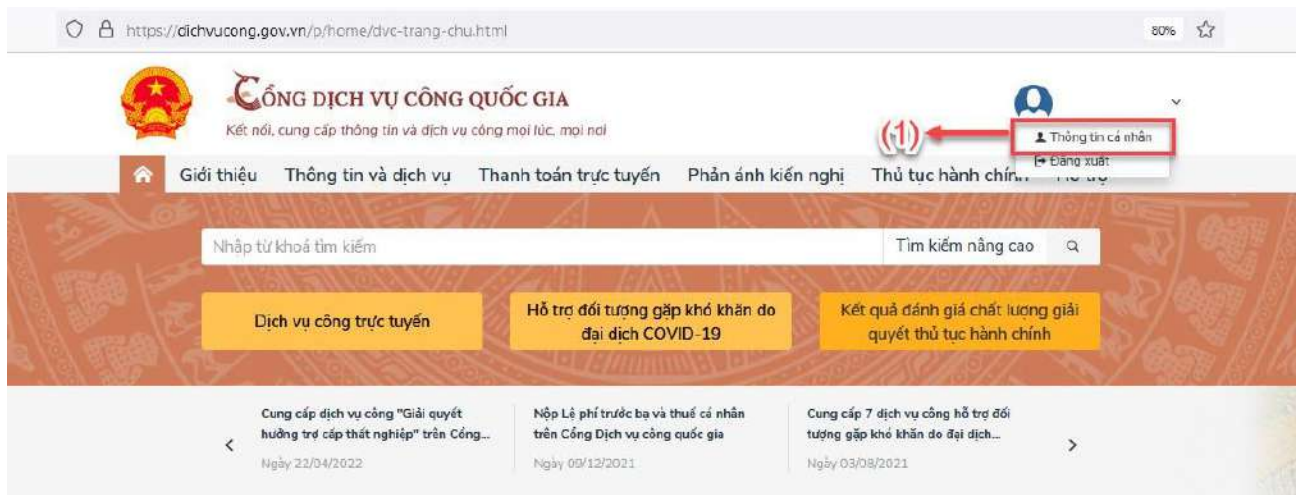 https://dichvucong.gov.vn/p/home/dvc-trang-chu.html 80%
CỔNG DỊCH VỤ CÔNG QUỐC GIA
Kết nối, cung cấp thông tin và dịch vụ công mọi lúc, mọi nơi
(1)
Thông tin cá nhân
Đăng xuất
Giới thiệu Thông tin và dịch vụ Thanh toán trực tuyến Phản ánh kiến nghị Thủ tục hành chính Hỗ trợ
Nhập từ khoá tìm kiếm Tìm kiếm nâng cao
Dịch vụ công trực tuyến
Hỗ trợ đối tượng gặp khó khăn do
đại dịch COVID-19
Kết quả đánh giá chất lượng giải
quyết thủ tục hành chính
Cung cấp dịch vụ công "Giải quyết
hưởng trợ cấp thất nghiệp" trên Cổng...
Ngày 22/04/2022
Nộp Lệ phí trước bạ và thuế cá nhân
trên Cổng Dịch vụ công quốc gia
Ngày 09/12/2021
Cung cấp 7 dịch vụ công hỗ trợ đối
tượng gặp khó khăn do đại dịch...
Ngày 03/08/2021